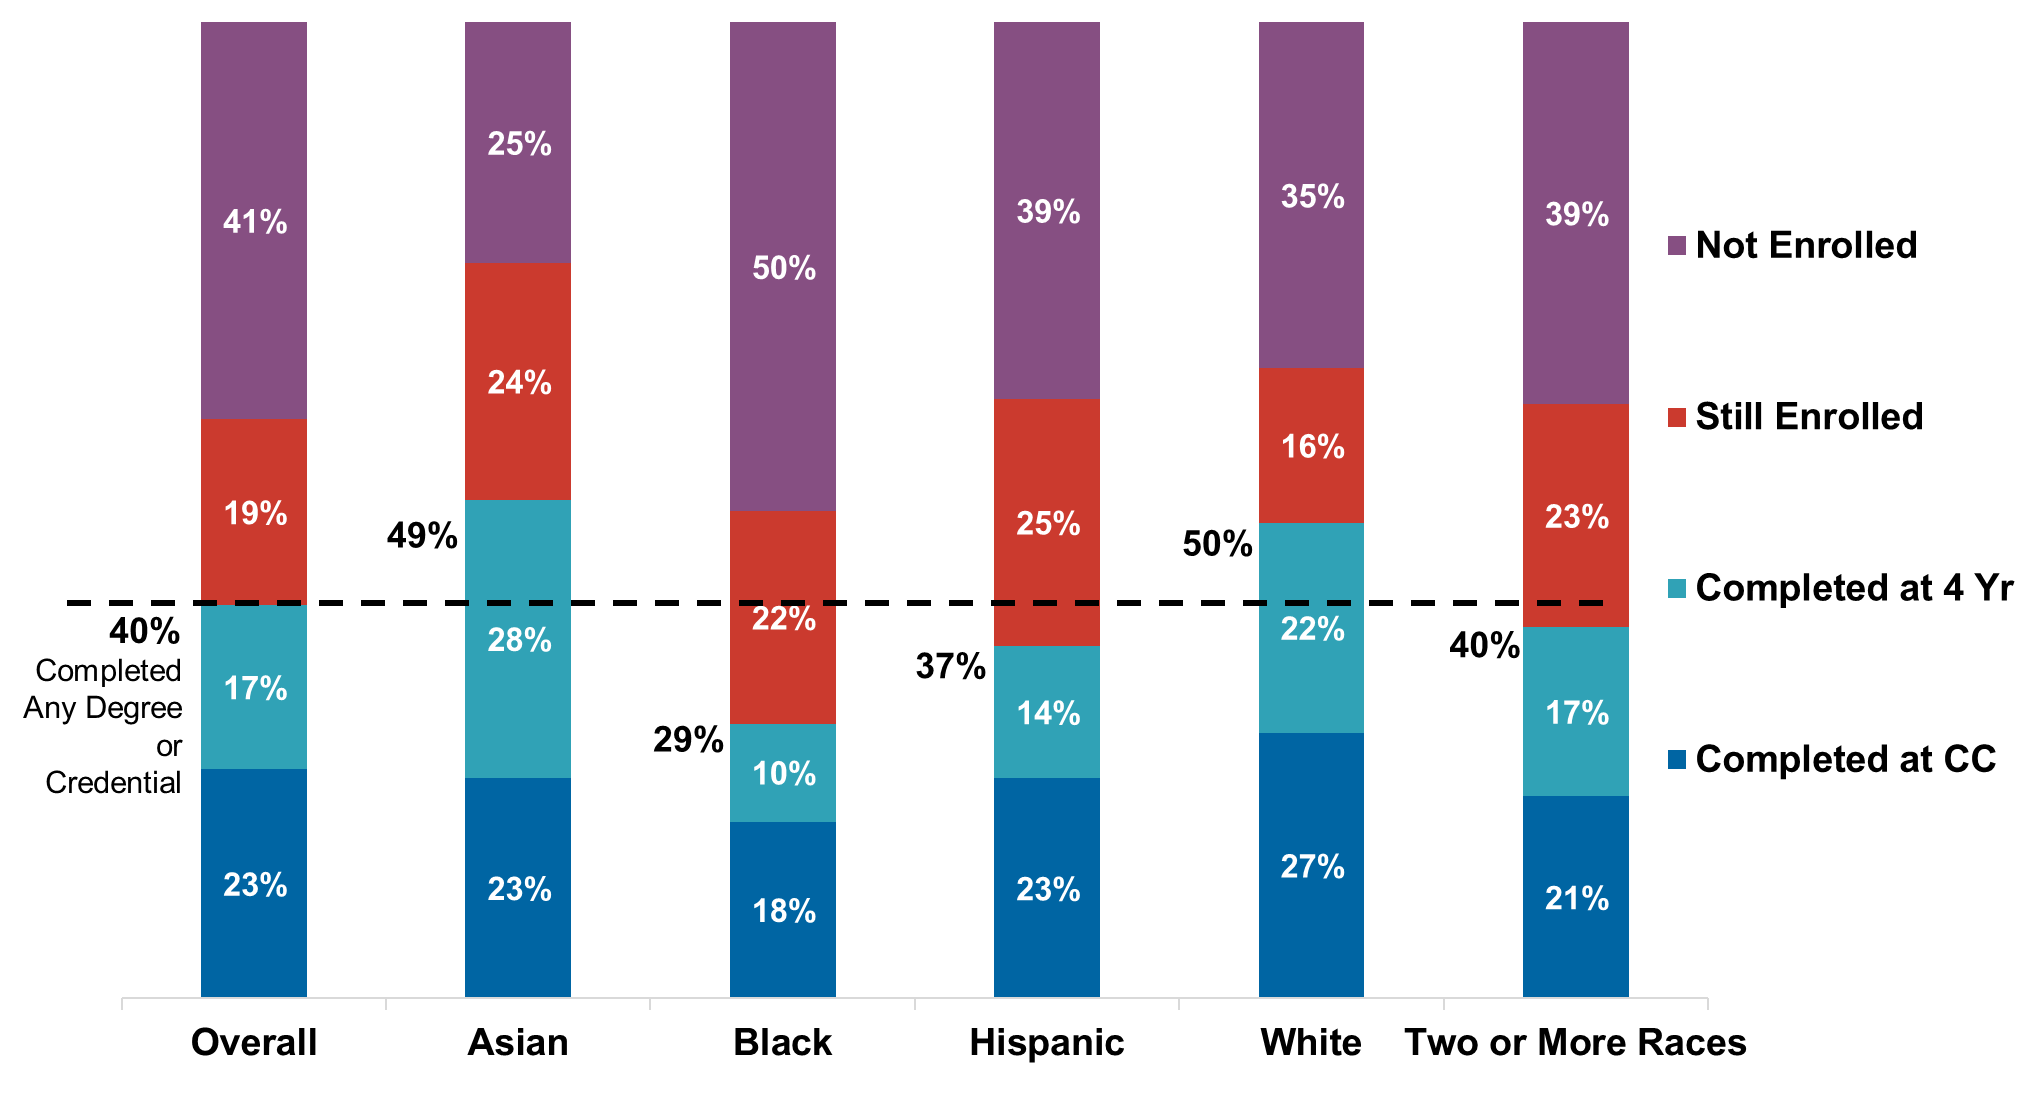 25%
35%
39%
39%
41%
50%
Not Enrolled
24%
16%
Still Enrolled
19%
49%
25%
50%
23%
22%
28%
22%
Completed at 4 Yr
40%
Completed
Any Degree
or
Credential
17%
37%
40%
14%
17%
29%
10%
Completed at CC
23%
23%
18%
23%
27%
21%
Overall
Asian
Black
Hispanic
White
Two or More Races